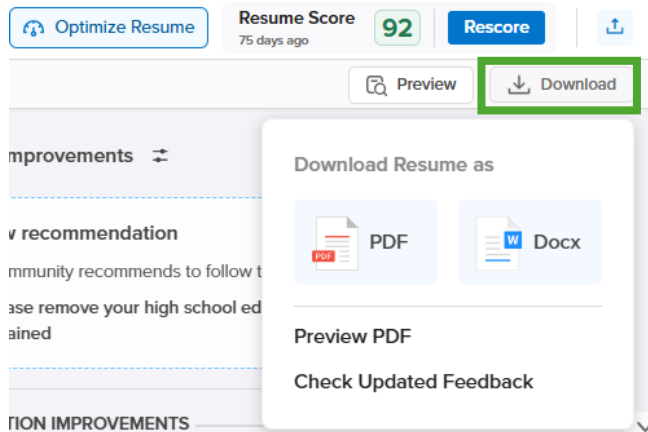 Optimize Resume
Resume Score
75 days ago
92
Rescore
Preview
Download
mprovements
Download Resume as
PDF
PDF
W
Docx
recommendation
mmunity recommends to follow t
ase remove your high school ed
ained
Preview PDF
Check Updated Feedback
TION IMPROVEMENTS